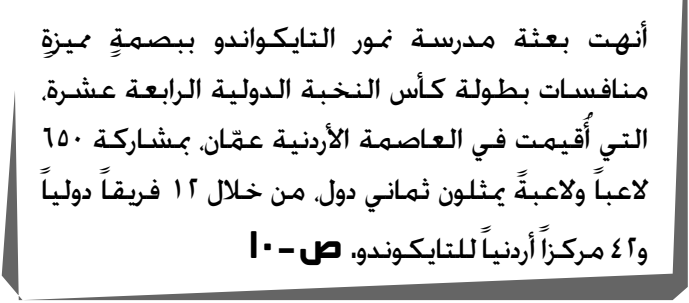 أنهت بعثة مدرسة نمور التايكواندو ببصمةٍ مميزةٍ
منافسات بطولة كأس النخبة الدولية الرابعة عشرة،
التي أُقيمت في العاصمة الأردنية عمّان، بمشاركة ٦٥٠
لاعباً ولاعبةً يمثلون ثماني دول، من خلال ١٢ فريقاً دولياً
و٤٢ مركزاً أردنياً للتايكوندو. ص-١٠